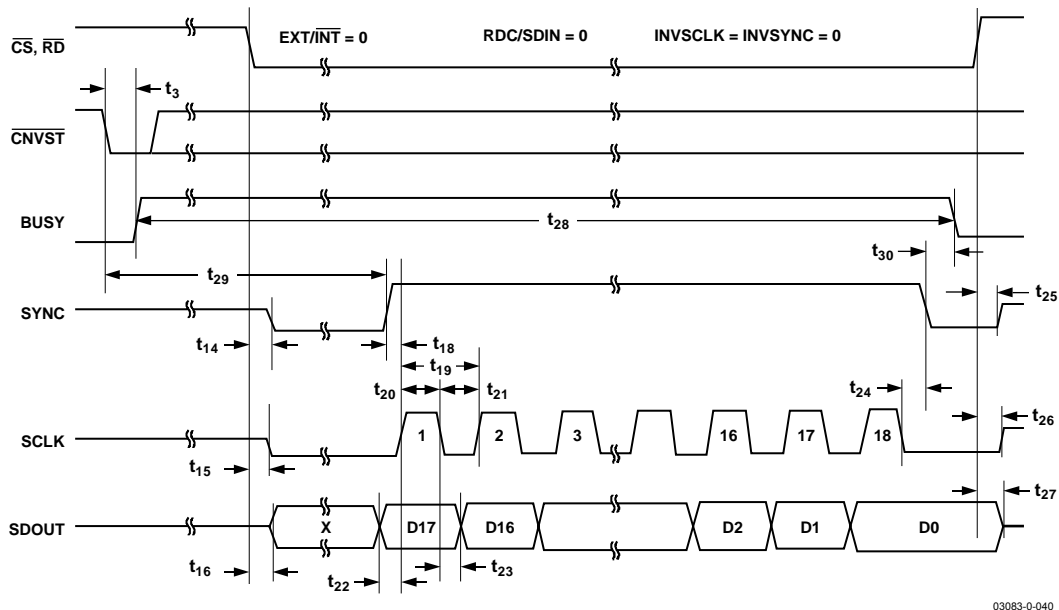 CS, RD
EXT/INT = 0
RDC/SDIN = 0
INVSCLK = INVSYNC = 0
t3
CNVST
BUSY
t28
t30
t29
t25
SYNC
t14
t18
t19
t20
t21
t24
t26
SCLK
1
2
3
16
17
18
t15
t27
SDOUT
X
D17
D16
D2
D1
D0
t16
t22
t23
03083-0-040